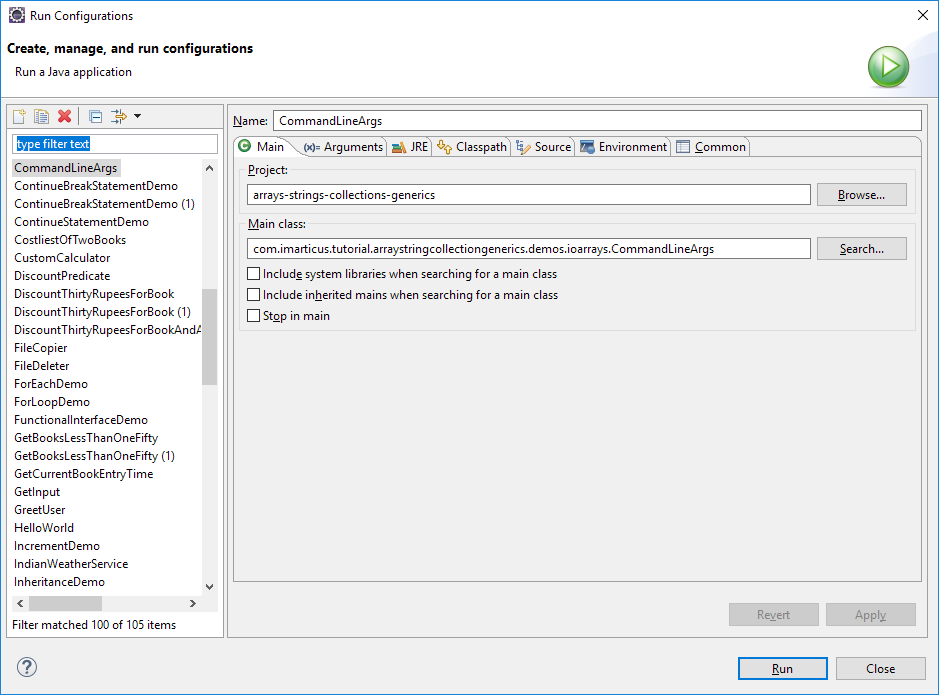 Run Configurations
Create, manage, and run configurations
Run a Java application
type filter text
CommandLineArgs
ContinueBreakStatementDemo
ContinueBreakStatementDemo (1)
ContinueStatementDemo
CostliestOfTwoBooks
CustomCalculator
DiscountPredicate
DiscountThirtyRupeesForBook
DiscountThirtyRupeesForBook (1)
DiscountThirtyRupeesForBookAndA
FileCopier
FileDeleter
ForEachDemo
ForLoopDemo
FunctionalInterfaceDemo
GetBooksLessThanOneFifty
GetBooksLessThanOneFifty (1)
GetCurrentBookEntryTime
GetInput
GreetUser
HelloWorld
IncrementDemo
IndianWeatherService
InheritanceDemo
Filter matched 100 of 105 items
Name: CommandLineArgs
Main (x)= Arguments JRE Classpath Source Environment Common
Project:
arrays-strings-collections-generics Browse...
Main class:
com.imarticus.tutorial.arraystringcollectiongenerics.demos.ioarrays.CommandLineArgs Search...
Include system libraries when searching for a main class
Include inherited mains when searching for a main class
Stop in main
Revert Apply
? Run Close